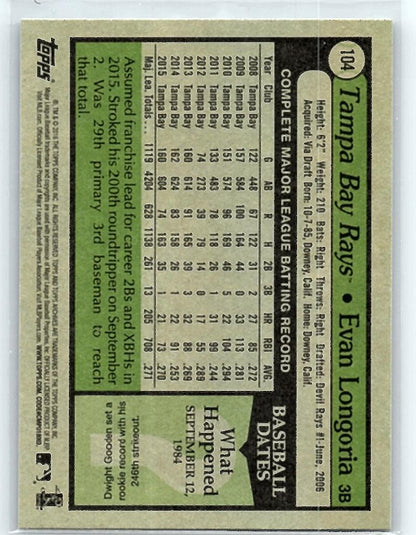 104 Tampa Bay Rays • Evan Longoria 3B
Height: 6'2" Weight: 210 Bats: Right Throws: Right Drafted: Devil Rays #1-June, 2006
Acquired: Via Draft Born: 10-7-85, Downey, Calif. Home: Downey, Calif.
COMPLETE MAJOR LEAGUE BATTING RECORD
Year Club G AB R H 2B 3B HR RBI AVG.
2008 Tampa Bay 122 448 67 122 31 2 27 85 .272
2009 Tampa Bay 157 584 100 164 44 0 33 113 .281
2010 Tampa Bay 151 574 96 169 46 5 22 104 .294
2011 Tampa Bay 133 483 78 118 26 1 31 99 .244
2012 Tampa Bay 74 273 39 79 14 0 17 55 .289
2013 Tampa Bay 160 614 91 165 39 3 32 88 .269
2014 Tampa Bay 162 624 83 158 26 1 22 91 .253
2015 Tampa Bay 160 604 74 163 35 1 21 73 .270
Maj. Lea. Totals... 1119 4204 628 1138 261 13 205 708 .271
Assumed franchise lead for career 2Bs and XBHs in
2015. Stroked his 200th roundtripper on September
2. Was 29th primary 3rd baseman to reach
that total.
BASEBALL
DATES
What
Happened
SEPTEMBER 12,
1984
Dwight Gooden set a
rookie record with his
246th strikeout.
topps